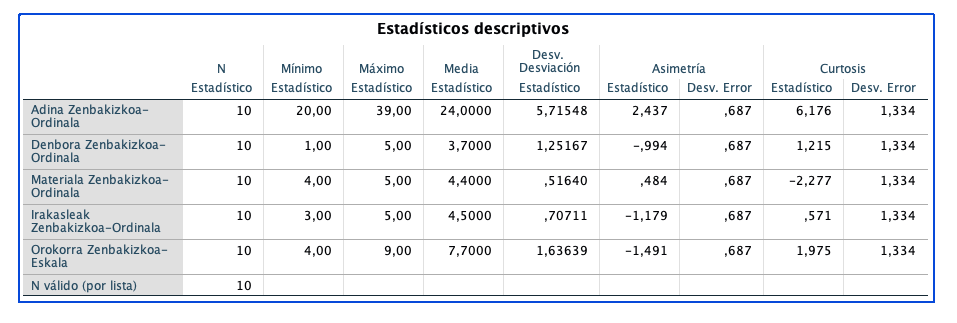 Estadísticos descriptivos
N Mínimo Máximo Media Desv. Desviación Asimetría Curtosis
Estadístico Estadístico Estadístico Estadístico Estadístico Estadístico Desv. Error Estadístico Desv. Error
Adina Zenbakizkoa-
Ordinala 10 20,00 39,00 24,0000 5,71548 2,437 ,687 6,176 1,334
Denbora Zenbakizkoa-
Ordinala 10 1,00 5,00 3,7000 1,25167 -,994 ,687 1,215 1,334
Materiala Zenbakizkoa-
Ordinala 10 4,00 5,00 4,4000 ,51640 ,484 ,687 -2,277 1,334
Irakasleak
Zenbakizkoa-Ordinala 10 3,00 5,00 4,5000 ,70711 -1,179 ,687 ,571 1,334
Orokorra Zenbakizkoa-
Eskala 10 4,00 9,00 7,7000 1,63639 -1,491 ,687 1,975 1,334
N válido (por lista) 10